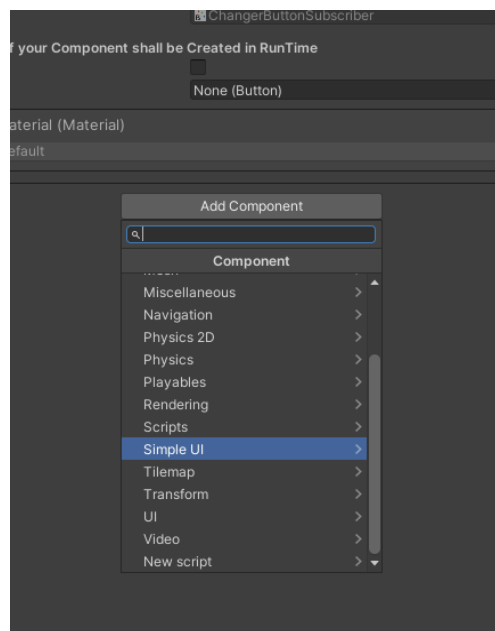 ChangerButtonSubscriber
f your Component shall be Created in RunTime
None (Button)
aterial (Material)
efault
Add Component
Component
Miscellaneous
Navigation
Physics 2D
Physics
Playables
Rendering
Scripts
Simple UI
Tilemap
Transform
UI
Video
New script